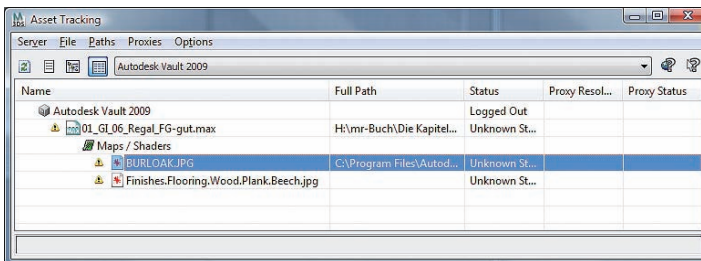 Asset Tracking
Server File Paths Proxies Options
Autodesk Vault 2009
Name Full Path Status Proxy Resol... Proxy Status
Autodesk Vault 2009 Logged Out
01_GI_06_Regal_FG-gut.max H:\mr-Buch\Die Kapitel... Unknown St...
Maps / Shaders
BURLOAK.JPG C:\Program Files\Autod... Unknown St...
Finishes.Flooring.Wood.Plank.Beech.jpg Unknown St...